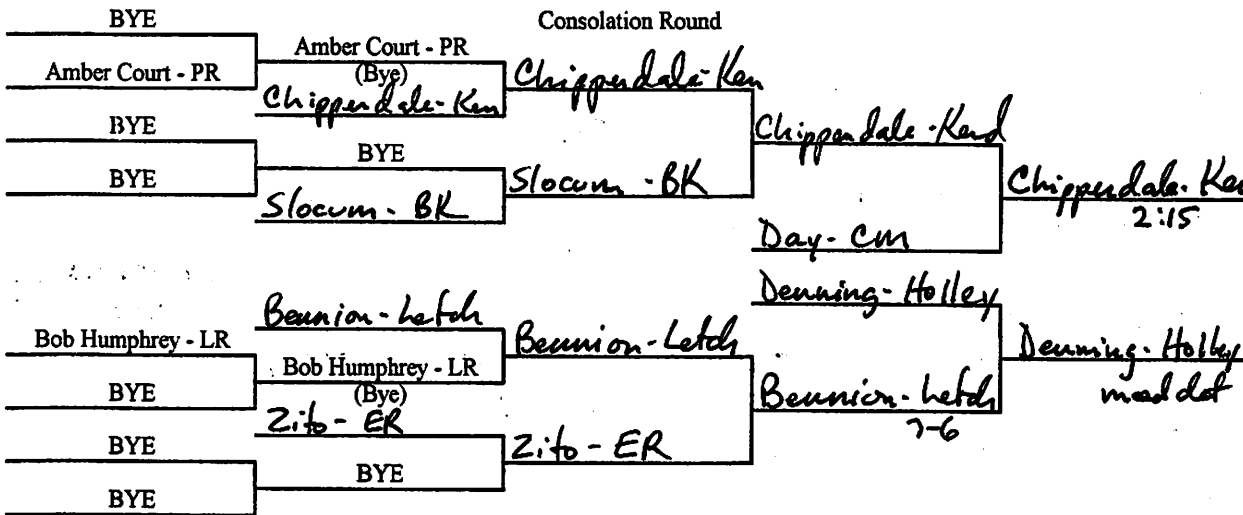 Consolation Round
BYE
Amber Court - PR
Amber Court - PR
(Bye)
Chippendale - Ken
Chippendale - Ken
BYE
BYE
BYE
Slocum - BK
Slocum - BK
Chippendale - Kend
Day - CM
Chippendale - Ken
2:15
Bennion - Letch
Bob Humphrey - LR
Bob Humphrey - LR
(Bye)
BYE
Bennion - Letch
Zito - ER
BYE
BYE
BYE
Zito - ER
Denning - Holley
Bennion - Letch
7-6
Denning - Holley